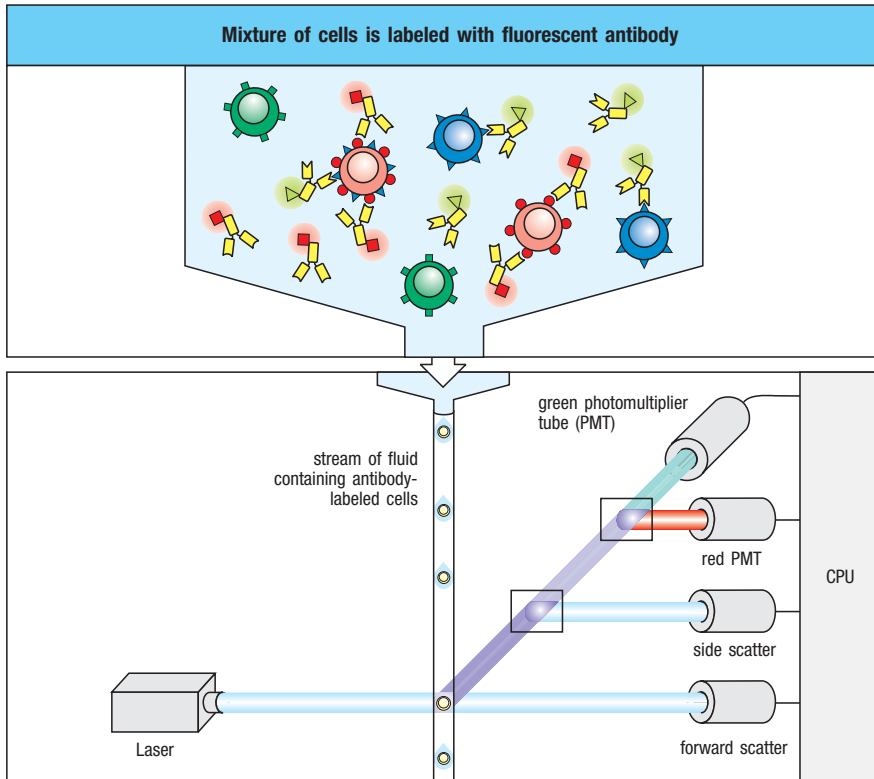 Mixture of cells is labeled with fluorescent antibody
green photomultiplier
tube (PMT)
stream of fluid
containing antibody-
labeled cells
red PMT
CPU
side scatter
Laser
forward scatter